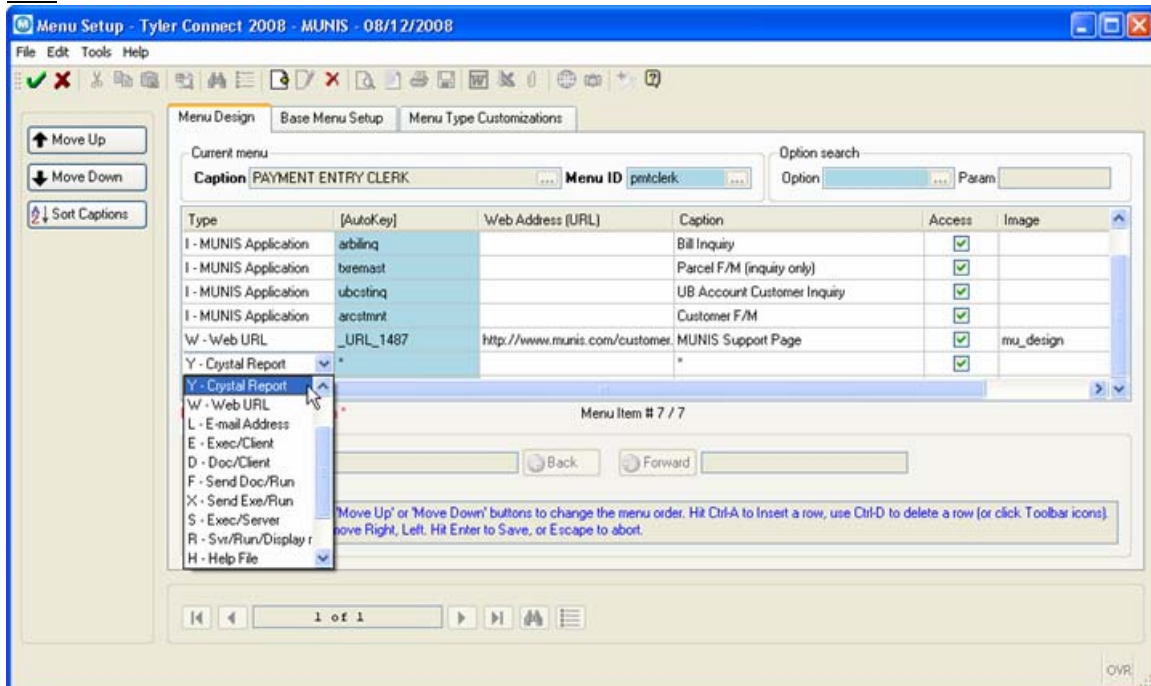 Menu Setup - Tyler Connect 2008 - MUNIS - 08/12/2008
File Edit Tools Help
Menu Design Base Menu Setup Menu Type Customizations
Move Up
Move Down
Sort Captions
Current menu
Caption PAYMENT ENTRY CLERK ... Menu ID pmtclerk ...
Option search
Option ... Param
Type [AutoKey] Web Address (URL) Caption Access Image
I - MUNIS Application arbilinq Bill Inquiry
I - MUNIS Application txremast Parcel F/M (inquiry only)
I - MUNIS Application ubcstinq UB Account Customer Inquiry
I - MUNIS Application arcstmnt Customer F/M
W - Web URL _URL_1487 http://www.munis.com/customer. MUNIS Support Page mu_design
Y - Crystal Report * *
Y - Crystal Report
W - Web URL
L - E-mail Address
E - Exec/Client
D - Doc/Client
F - Send Doc/Run
X - Send Exe/Run
S - Exec/Server
R - Svr/Run/Display r
H - Help File
* Menu Item # 7 / 7
Back Forward
'Move Up' or 'Move Down' buttons to change the menu order. Hit Ctrl-A to Insert a row, use Ctrl-D to delete a row (or click Toolbar icons).
move Right, Left. Hit Enter to Save, or Escape to abort.
1 of 1
OVR